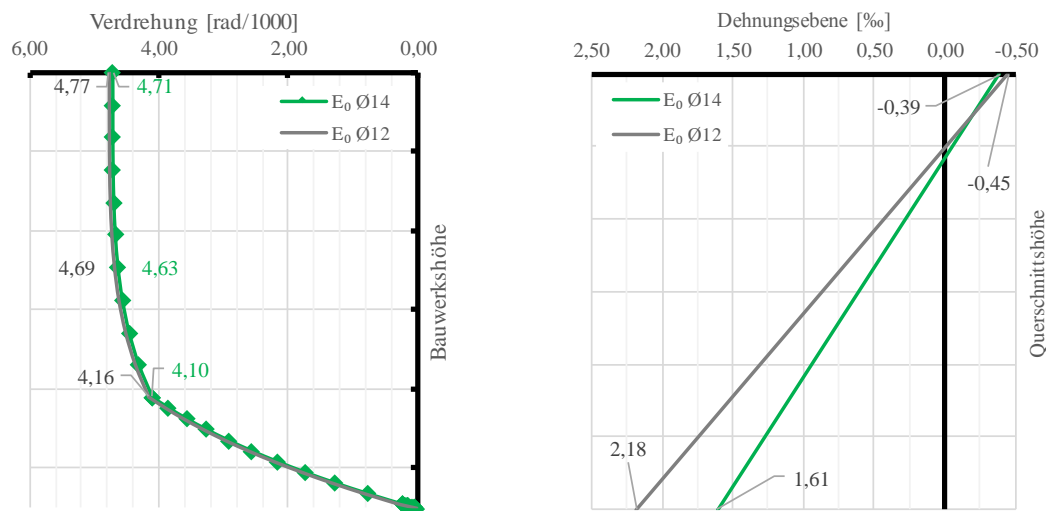 Verdrehung [rad/1000]
6,00 4,00 2,00 0,00
4,77 4,71
E₀ Ø14
E₀ Ø12
4,69 4,63
4,16 4,10
Bauwerkshöhe
Dehnungsebene [‰]
2,50 2,00 1,50 1,00 0,50 0,00 -0,50
E₀ Ø14
E₀ Ø12
-0,39
-0,45
2,18
1,61
Querschnittshöhe